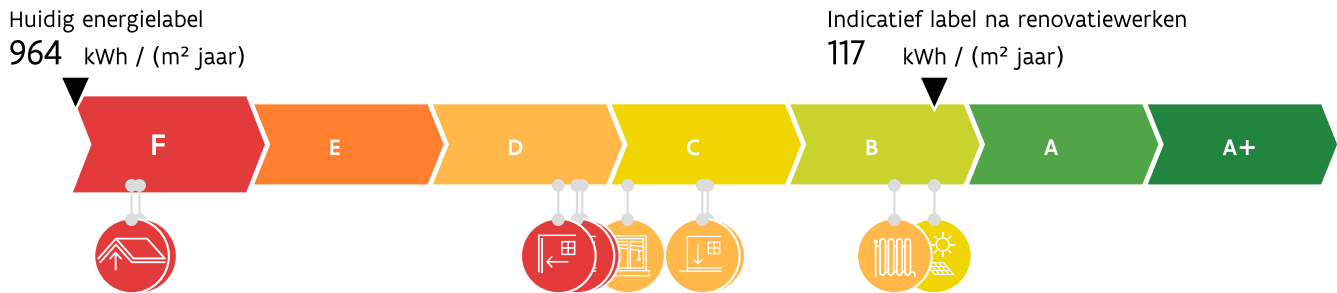 Huidig energielabel
964 kWh / (m² jaar)
Indicatief label na renovatiewerken
117 kWh / (m² jaar)
F E D C B A A+